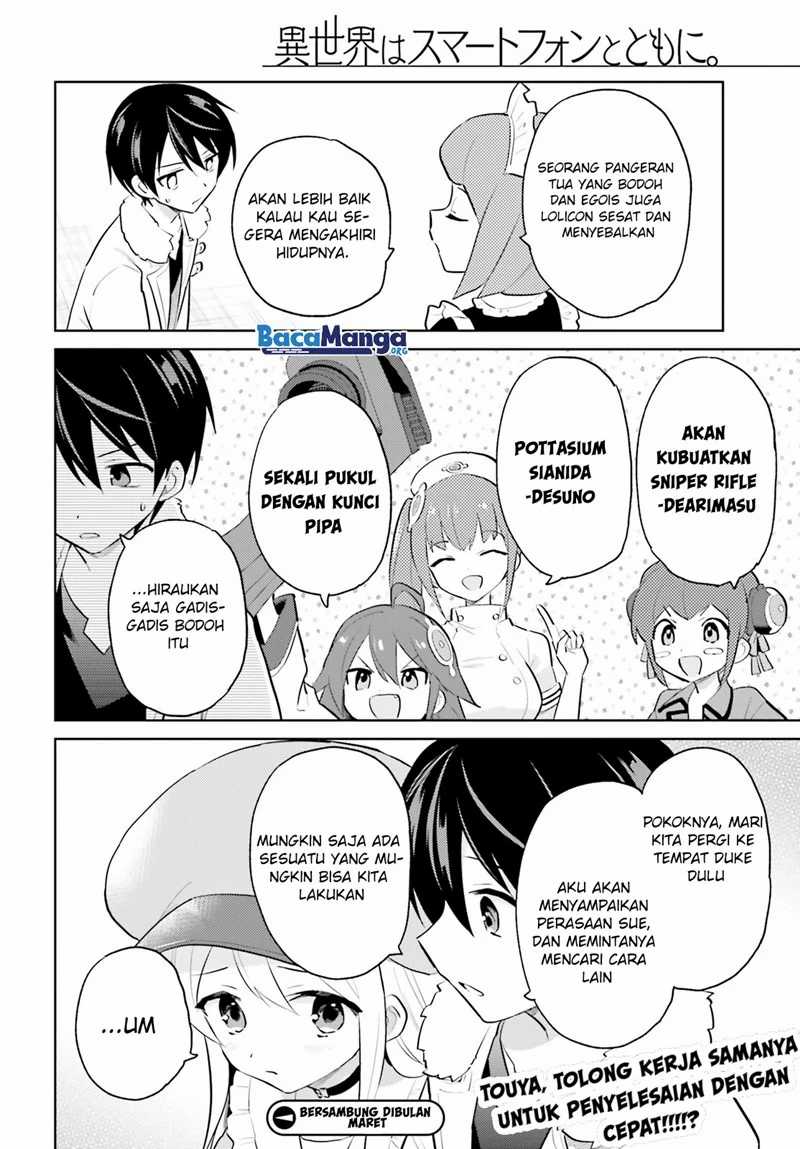 異世界はスマートフォンとともに。
SEORANG PANGERAN
TUA YANG BODOH
DAN EGOIS JUGA
LOLICON SESAT DAN
MENYEBALKAN
AKAN LEBIH BAIK
KALAU KAU SE-
GERA MENGAKHIRI
HIDUPNYA.
BacaManga
.ORG
AKAN
KUBUATKAN
SNIPER RIFLE
-DEARIMASU
POTTASIUM
SIANIDA
-DESUNO
SEKALI PUKUL
DENGAN KUNCI
PIPA
...HIRAUKAN
SAJA GADIS-
GADIS BODOH
ITU
POKOKNYA, MARI
KITA PERGI KE
TEMPAT DUKE
DULU
AKU AKAN
MENYAMPAIKAN
PERASAAN SUE,
DAN MEMINTANYA
MENCARI CARA
LAIN
MUNGKIN SAJA ADA
SESUATU YANG MU-
NGKIN BISA KITA
LAKUKAN
...UM
TOUYA, TOLONG KERJA SAMANYA
UNTUK PENYELESAIAN DENGAN
CEPAT!!!!?
BERSAMBUNG DIBULAN
MARET